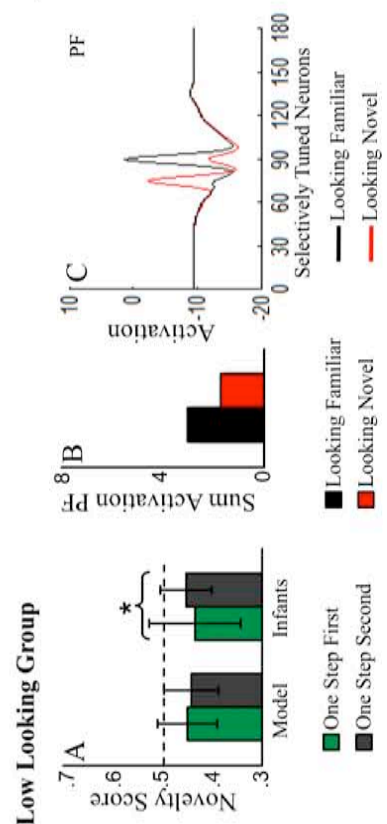 Low Looking Group
A
Novelty Score
.7
.6
.5
.4
.3
*
Model
Infants
One Step First
One Step Second
B
Sum Activation PF
8
4
0
Looking Familiar
Looking Novel
C
PF
Activation
10
0
-10
-20
0 30 60 90 120 150 180
Selectively Tuned Neurons
Looking Familiar
Looking Novel